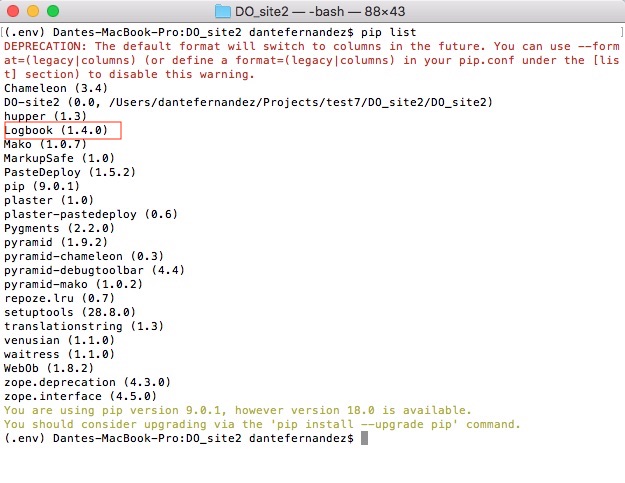 DO_site2 — -bash — 88×43
[(.env) Dantes-MacBook-Pro:DO_site2 dantefernandez$ pip list ]
DEPRECATION: The default format will switch to columns in the future. You can use --for
mat=(legacy|columns) (or define a format=(legacy|columns) in your pip.conf under the [lis
t] section) to disable this warning.
Chameleon (3.4)
DO-site2 (0.0, /Users/dantefernandez/Projects/test7/DO_site2/DO_site2)
hupper (1.3)
Logbook (1.4.0)
Mako (1.0.7)
MarkupSafe (1.0)
PasteDeploy (1.5.2)
pip (9.0.1)
plaster (1.0)
plaster-pastedeploy (0.6)
Pygments (2.2.0)
pyramid (1.9.2)
pyramid-chameleon (0.3)
pyramid-debugtoolbar (4.4)
pyramid-mako (1.0.2)
repoze.lru (0.7)
setuptools (28.8.0)
translationstring (1.3)
venusian (1.1.0)
waitress (1.1.0)
WebOb (1.8.2)
zope.deprecation (4.3.0)
zope.interface (4.5.0)
You are using pip version 9.0.1, however version 18.0 is available.
You should consider upgrading via the 'pip install --upgrade pip' command.
(.env) Dantes-MacBook-Pro:DO_site2 dantefernandez$